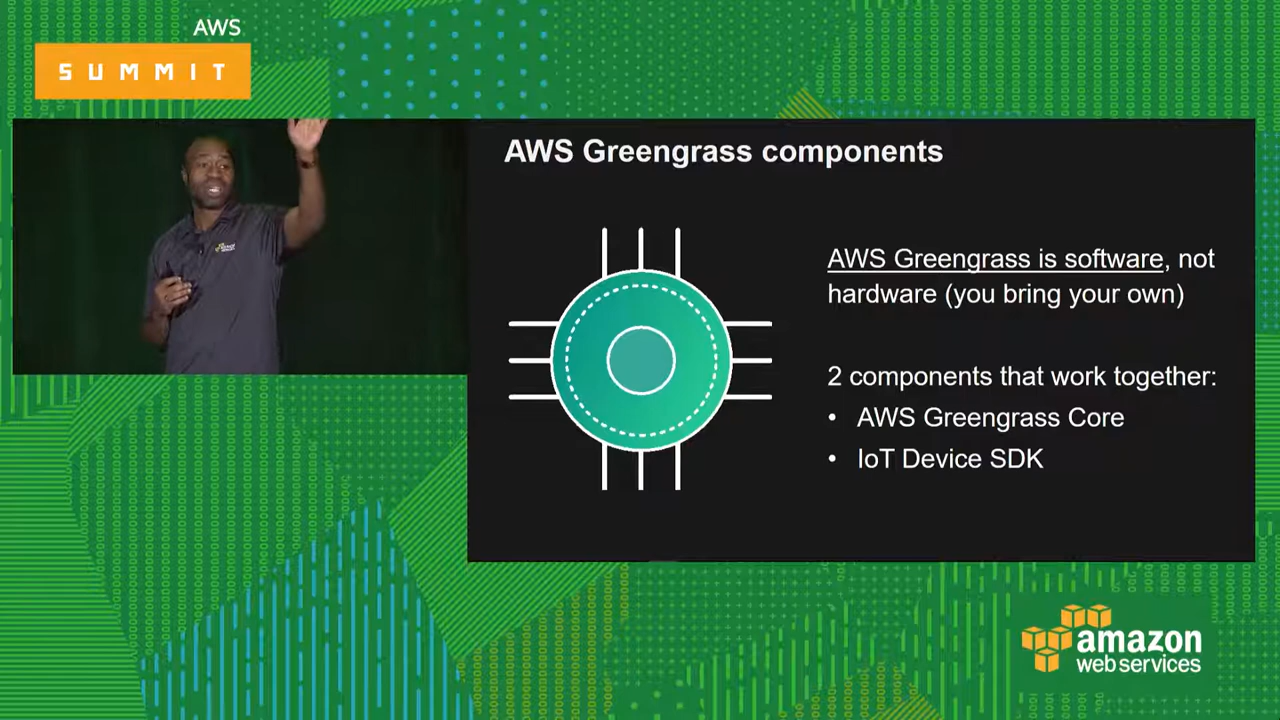 AWS
SUMMIT
AWS Greengrass components
AWS Greengrass is software, not
hardware (you bring your own)
2 components that work together:
• AWS Greengrass Core
• IoT Device SDK
amazon
web services